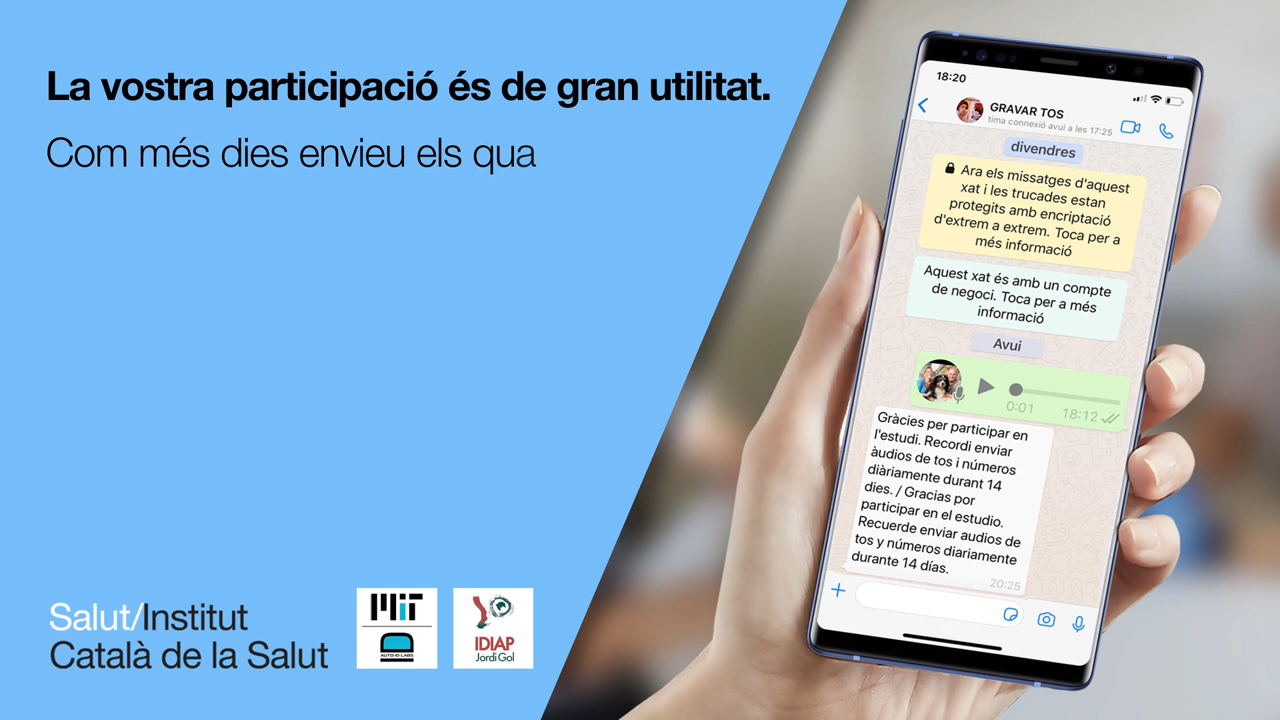 La vostra participació és de gran utilitat.
Com més dies envieu els qua
18:20
GRAVAR TOS
tima connexió avui a les 17:25
divendres
Ara els missatges d'aquest
xat i les trucades estan
protegits amb encriptació
d'extrem a extrem. Toca per a
més informació
Aquest xat és amb un compte
de negoci. Toca per a més
informació
Avui
0:01
18:12
Gràcies per participar en
l'estudi. Recordi enviar
àudios de tos i números
diàriament durant 14
dies. / Gracias por
participar en el estudio.
Recuerde enviar audios de
tos y números diariamente
durante 14 días.
20:25
Salut/Institut
Català de la Salut
MIT
AUTO-ID LABS
IDIAP
Jordi Gol